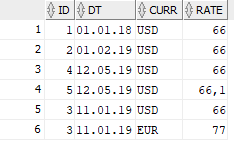 ID DT CURR RATE
1 1 01.01.18 USD 66
2 2 01.02.19 USD 66
3 4 12.05.19 USD 66
4 5 12.05.19 USD 66,1
5 3 11.01.19 USD 66
6 3 11.01.19 EUR 77